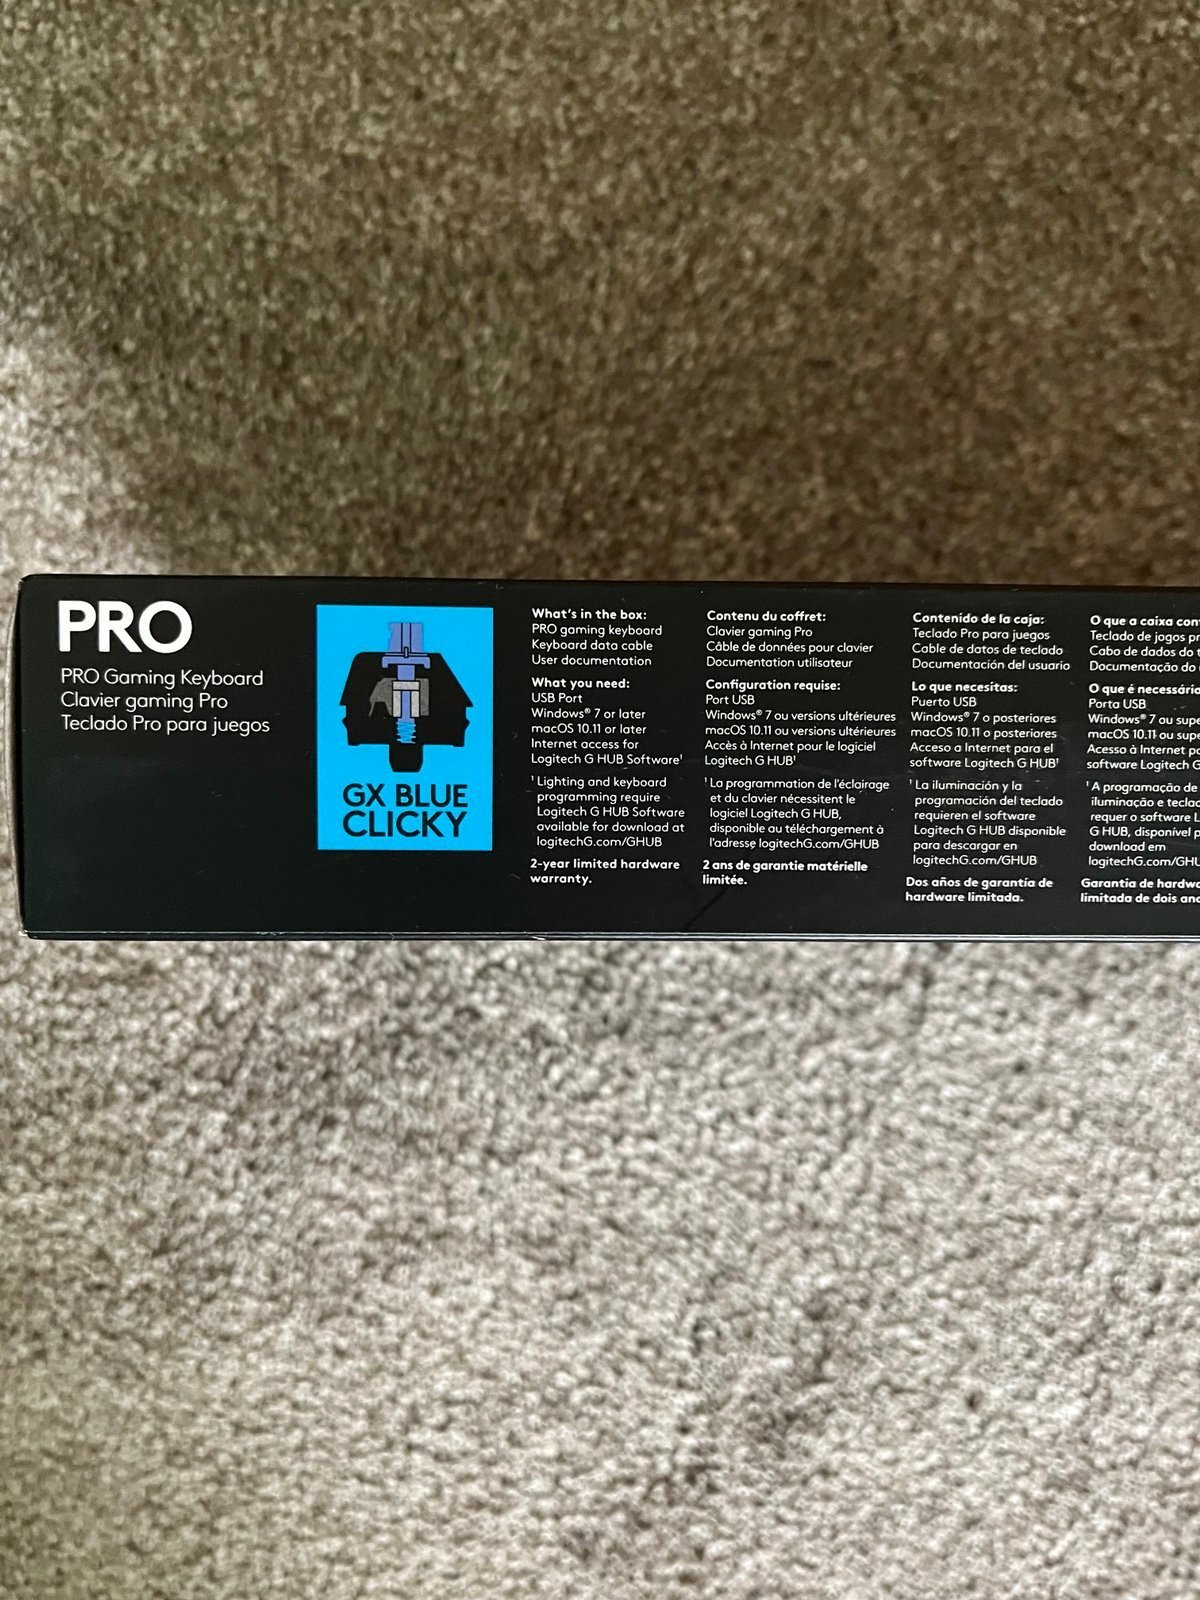 PRO
PRO Gaming Keyboard
Clavier gaming Pro
Teclado Pro para juegos
GX BLUE
CLICKY
What's in the box:
PRO gaming keyboard
Keyboard data cable
User documentation
What you need:
USB Port
Windows® 7 or later
macOS 10.11 or later
Internet access for
Logitech G HUB Software¹
¹ Lighting and keyboard
programming require
Logitech G HUB Software
available for download at
logitechG.com/GHUB
2-year limited hardware
warranty.
Contenu du coffret:
Clavier gaming Pro
Câble de données pour clavier
Documentation utilisateur
Configuration requise:
Port USB
Windows® 7 ou versions ultérieures
macOS 10.11 ou versions ultérieures
Accès à Internet pour le logiciel
Logitech G HUB¹
¹ La programmation de l'éclairage
et du clavier nécessitent le
logiciel Logitech G HUB,
disponible au téléchargement à
l'adresse logitechG.com/GHUB
2 ans de garantie matérielle
limitée.
Contenido de la caja:
Teclado Pro para juegos
Cable de datos de teclado
Documentación del usuario
Lo que necesitas:
Puerto USB
Windows® 7 o posteriores
macOS 10.11 o posteriores
Acceso a Internet para el
software Logitech G HUB¹
¹ La iluminación y la
programación del teclado
requieren el software
Logitech G HUB disponible
para descargar en
logitechG.com/GHUB
Dos años de garantía de
hardware limitada.
O que a caixa
Teclado de jogos
Cabo de dados do
Documentação do
O que é necessário
Porta USB
Windows® 7 ou
macOS 10.11 ou
Acesso à Internet
software Logitech
¹ A programação de
iluminação e
requer o software
G HUB, disponível
download em
Garantia de
limitada de dois